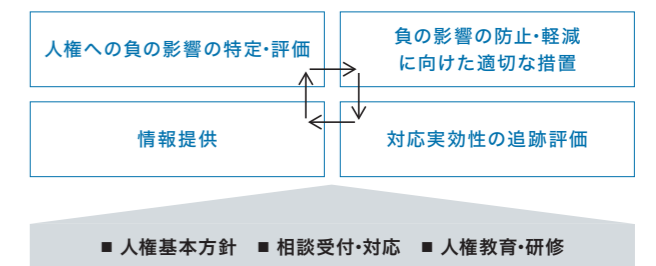 人権への負の影響の特定・評価
負の影響の防止・軽減
に向けた適切な措置
情報提供
対応実効性の追跡評価
■ 人権基本方針 ■ 相談受付・対応 ■ 人権教育・研修